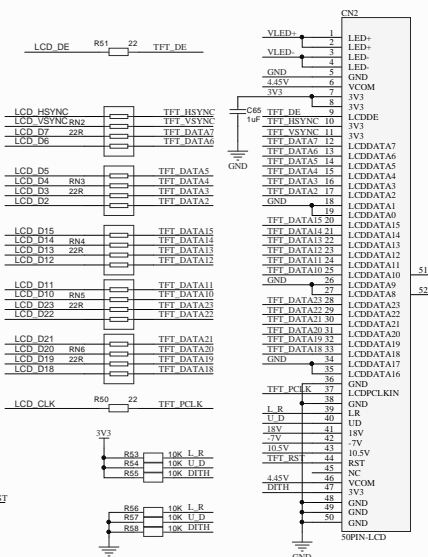 LCD_DE R51 22 TFT_DE
LCD_HSYNC TFT_HSYNC
LCD_VSYNC RN2 TFT_VSYNC
LCD_D7 22R TFT_DATA7
LCD_D6 TFT_DATA6
LCD_D5 TFT_DATA5
LCD_D4 RN3 TFT_DATA4
LCD_D3 22R TFT_DATA3
LCD_D2 TFT_DATA2
LCD_D15 TFT_DATA15
LCD_D14 RN4 TFT_DATA14
LCD_D13 22R TFT_DATA13
LCD_D12 TFT_DATA12
LCD_D11 TFT_DATA11
LCD_D10 RN5 TFT_DATA10
LCD_D23 22R TFT_DATA23
LCD_D22 TFT_DATA22
LCD_D21 TFT_DATA21
LCD_D20 RN6 TFT_DATA20
LCD_D19 22R TFT_DATA19
LCD_D18 TFT_DATA18
LCD_CLK R50 22 TFT_PCLK
3V3
R53 10K L_R
R54 10K U_D
R55 10K DITH
R56 10K L_R
R57 10K U_D
R58 10K DITH
ST
C65
1uF
GND
CN2
VLED+ 1 LED+
2 LED+
VLED- 3 LED-
4 LED-
GND 5 GND
4.45V 6 VCOM
3V3 7 3V3
8 3V3
TFT_DE 9 LCDDE
TFT_HSYNC 10 3V3
TFT_VSYNC 11 3V3
TFT_DATA7 12 LCDDATA7
TFT_DATA6 13 LCDDATA6
TFT_DATA5 14 LCDDATA5
TFT_DATA4 15 LCDDATA4
TFT_DATA3 16 LCDDATA3
TFT_DATA2 17 LCDDATA2
GND 18 LCDDATA1
19 LCDDATA0
TFT_DATA15 20 LCDDATA15
TFT_DATA14 21 LCDDATA14
TFT_DATA13 22 LCDDATA13
TFT_DATA12 23 LCDDATA12
TFT_DATA11 24 LCDDATA11
TFT_DATA10 25 LCDDATA10 51
GND 26 LCDDATA9
27 LCDDATA8 52
TFT_DATA23 28 LCDDATA23
TFT_DATA22 29 LCDDATA22
TFT_DATA21 30 LCDDATA21
TFT_DATA20 31 LCDDATA20
TFT_DATA19 32 LCDDATA19
TFT_DATA18 33 LCDDATA18
GND 34 LCDDATA17
35 LCDDATA16
36 GND
TFT_PCLK 37 LCDPCLKIN
38 GND
L_R 39 LR
U_D 40 UD
18V 41 18V
-7V 42 -7V
10.5V 43 10.5V
TFT_RST 44 RST
45 NC
4.45V 46 VCOM
DITH 47 3V3
48 GND
49 GND
50 GND
50PIN-LCD
GND